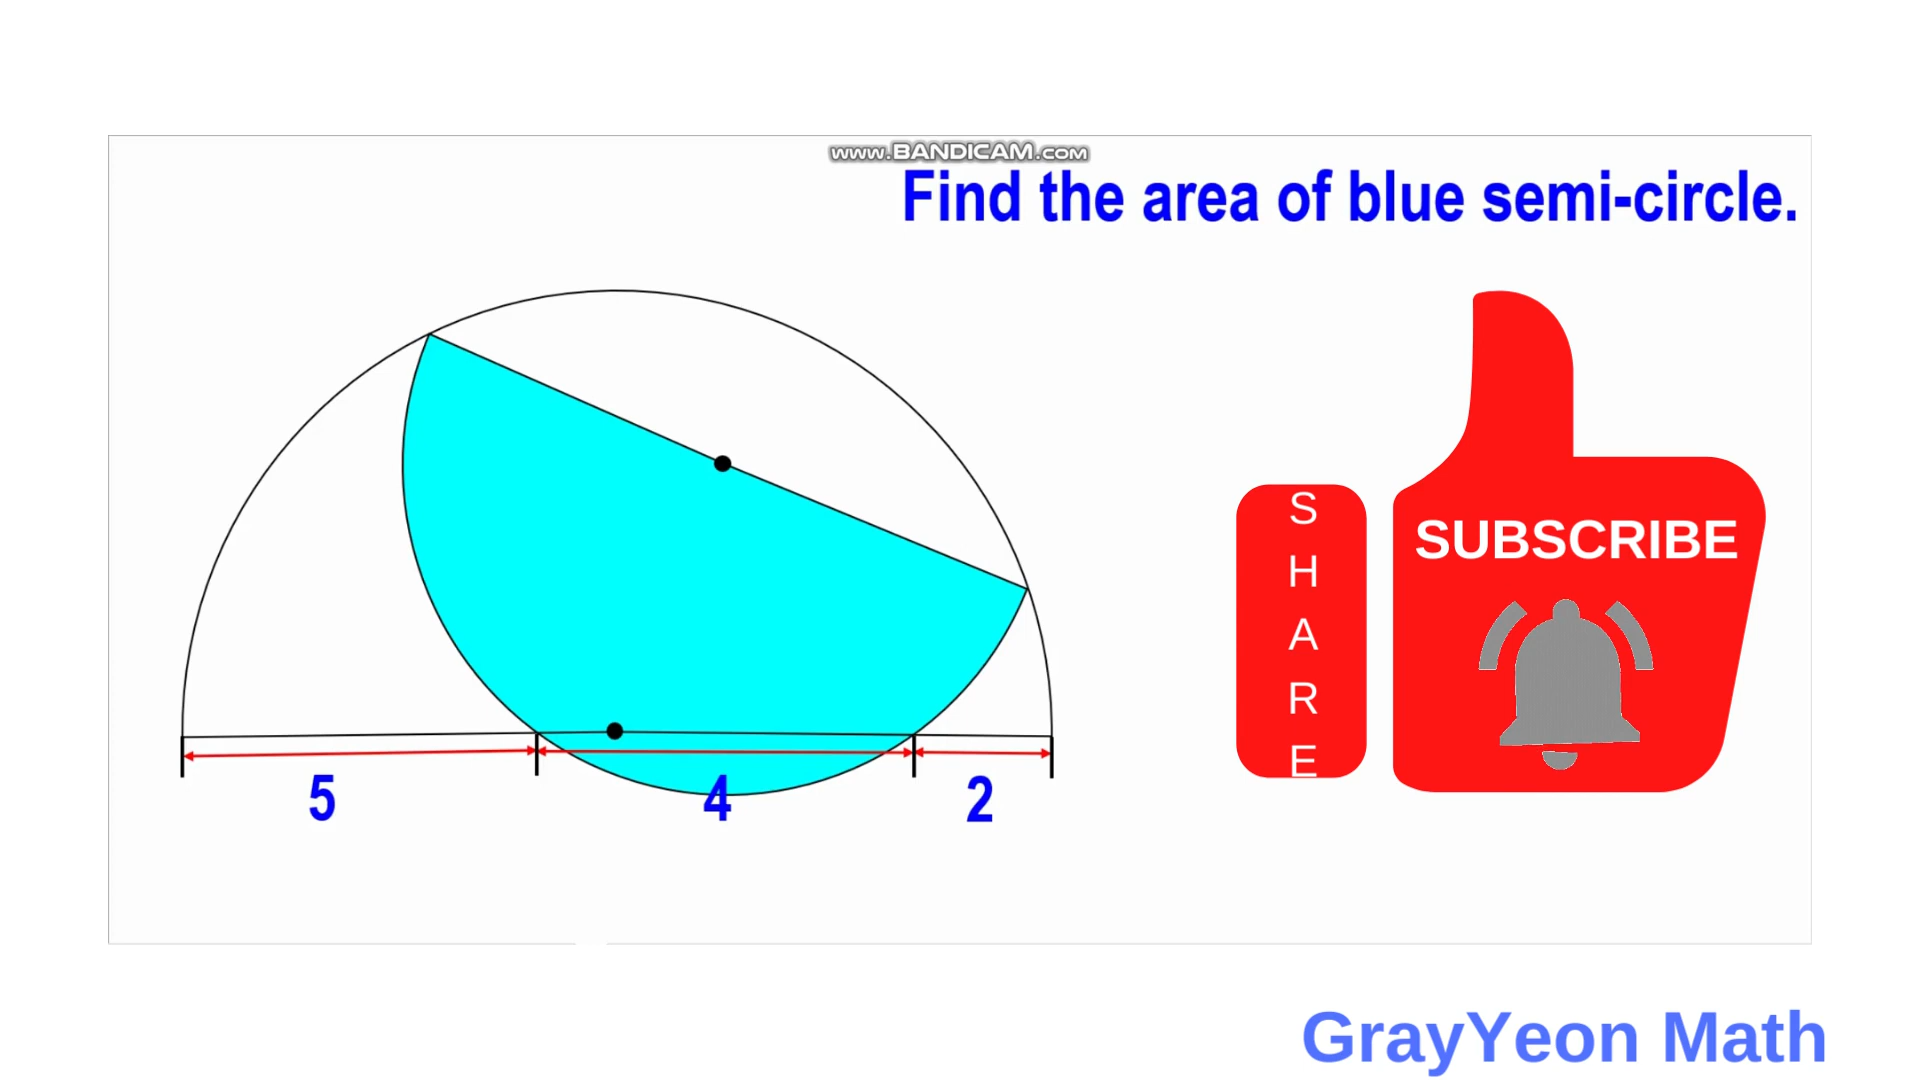 www.BANDICAM.com
Find the area of blue semi-circle.
S
H
A
R
E
SUBSCRIBE
5
4
2
GrayYeon Math